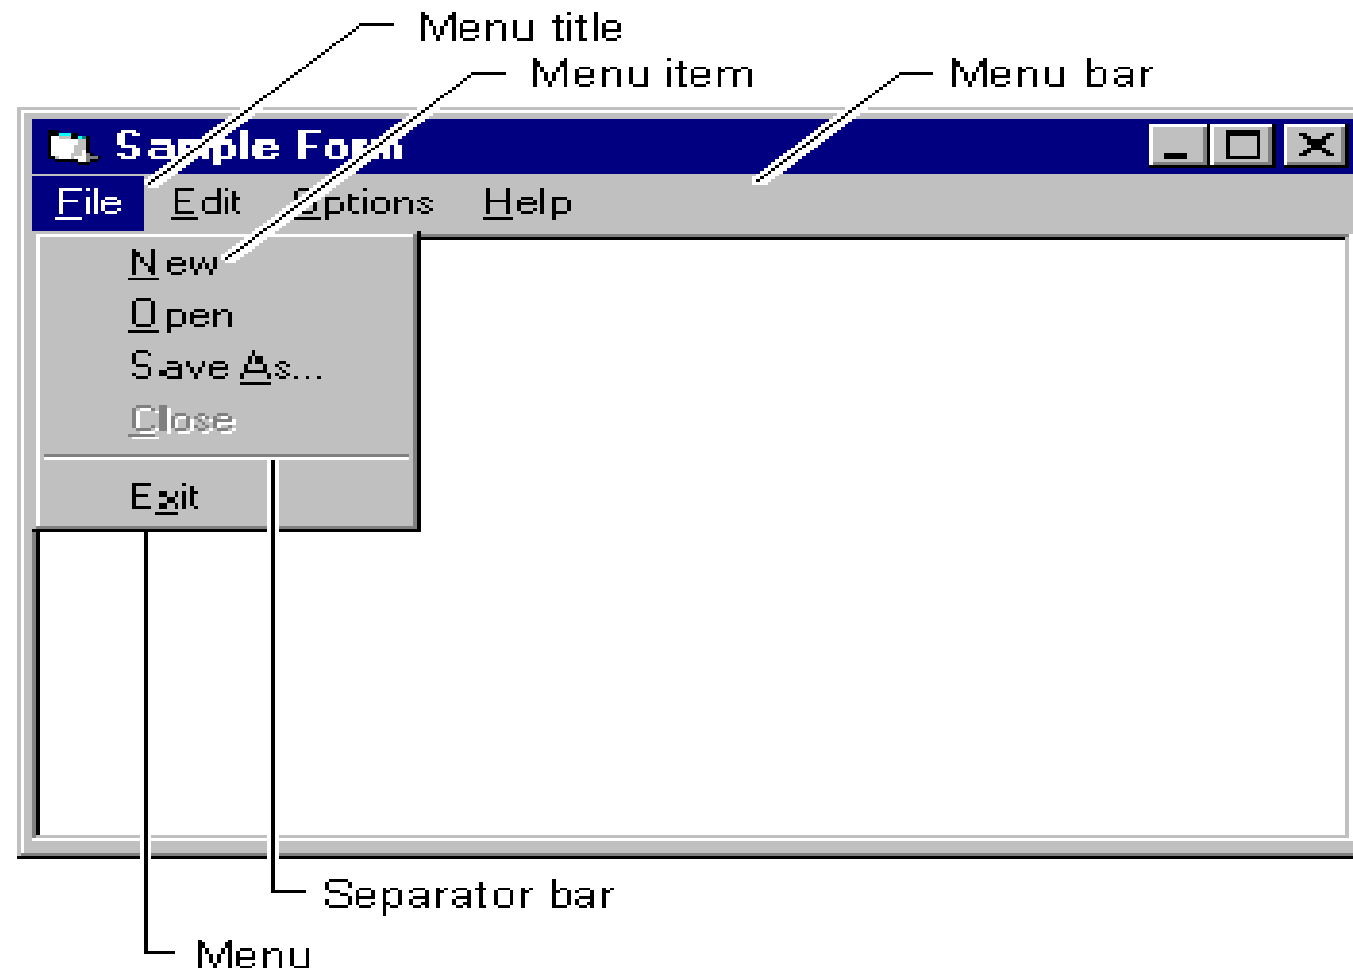 Menu title
Menu item
Menu bar
Sample Form
File Edit Options Help
New
Open
Save As...
Close
Exit
Separator bar
Menu